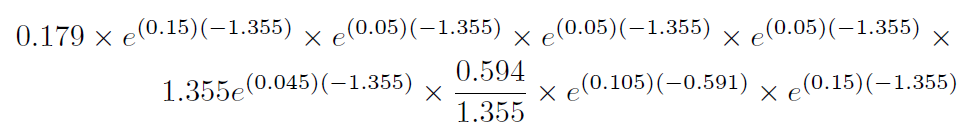 0.179 × e^{(0.15)(−1.355)} × e^{(0.05)(−1.355)} × e^{(0.05)(−1.355)} × e^{(0.05)(−1.355)} ×
1.355e^{(0.045)(−1.355)} × \frac{0.594}{1.355} × e^{(0.105)(−0.591)} × e^{(0.15)(−1.355)}